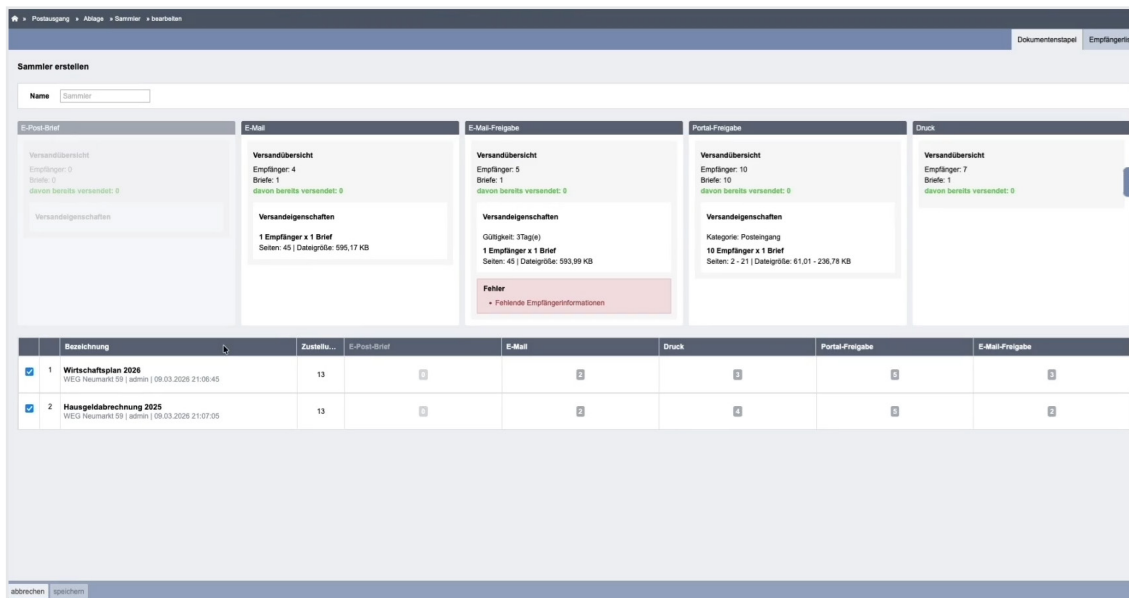 » Postausgang » Ablage » Sammler » bearbeiten
Dokumentenstapel Empfängerlis
Sammler erstellen
Name Sammler
E-Post-Brief
Versandübersicht
Empfänger: 0
Briefe: 0
davon bereits versendet: 0
Versandeigenschaften
E-Mail
Versandübersicht
Empfänger: 4
Briefe: 1
davon bereits versendet: 0
Versandeigenschaften
1 Empfänger x 1 Brief
Seiten: 45 | Dateigröße: 595,17 KB
E-Mail-Freigabe
Versandübersicht
Empfänger: 5
Briefe: 1
davon bereits versendet: 0
Versandeigenschaften
Gültigkeit: 3Tag(e)
1 Empfänger x 1 Brief
Seiten: 45 | Dateigröße: 593,99 KB
Fehler
• Fehlende Empfängerinformationen
Portal-Freigabe
Versandübersicht
Empfänger: 10
Briefe: 10
davon bereits versendet: 0
Versandeigenschaften
Kategorie: Posteingang
10 Empfänger x 1 Brief
Seiten: 2 - 21 | Dateigröße: 61,01 - 236,78 KB
Druck
Versandübersicht
Empfänger: 7
Briefe: 1
davon bereits versendet: 0
Bezeichnung Zustellu... E-Post-Brief E-Mail Druck Portal-Freigabe E-Mail-Freigabe
1 Wirtschaftsplan 2026 13 0 2 3 5 3
WEG Neumarkt 59 | admin | 09.03.2026 21:06:45
2 Hausgeldabrechnung 2025 13 0 2 4 5 2
WEG Neumarkt 59 | admin | 09.03.2026 21:07:05
abbrechen speichern